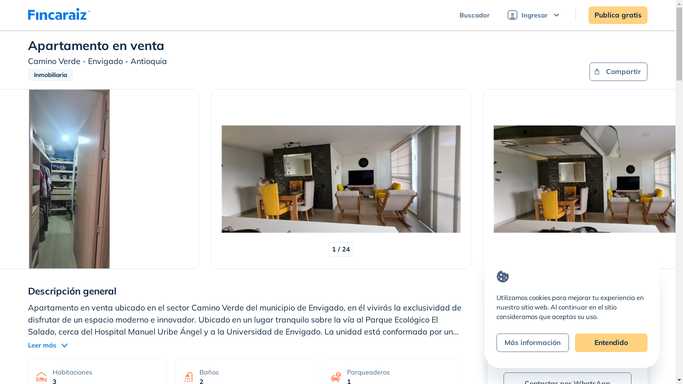 Fincaraiz
Buscador
Ingresar
Publica gratis
Apartamento en venta
Camino Verde - Envigado - Antioquia
Inmobiliaria
Compartir
1 / 24
Descripción general
Apartamento en venta ubicado en el sector Camino Verde del municipio de Envigado, en él vivirás la exclusividad de
disfrutar de un espacio moderno e innovador. Ubicado en un lugar tranquilo sobre la vía al Parque Ecológico El
Salado, cerca del Hospital Manuel Uribe Ángel y a la Universidad de Envigado. La unidad está conformada por un...
Leer más
Habitaciones
3
Baños
2
Parqueaderos
1
Utilizamos cookies para mejorar tu experiencia en
nuestro sitio web. Al continuar en el sitio
consideramos que aceptas su uso.
Más información
Entendido
Contactar por WhatsApp